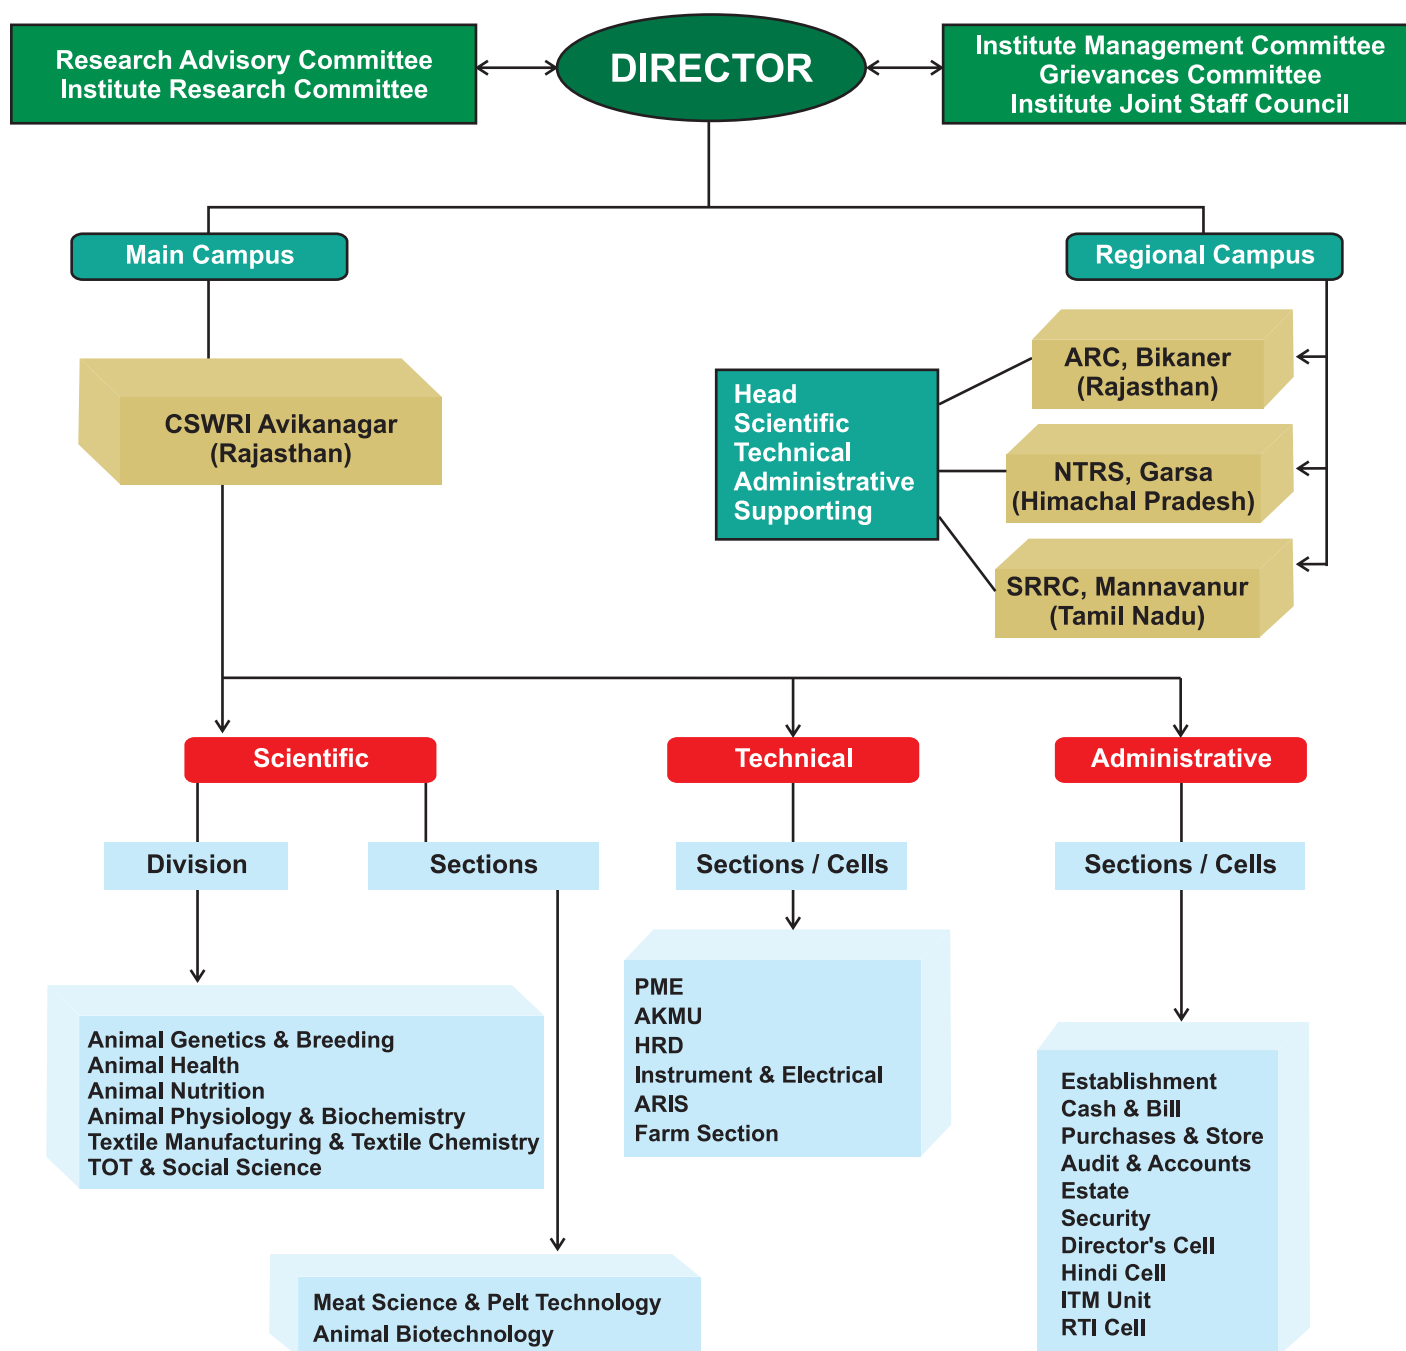 Research Advisory Committee
Institute Research Committee
DIRECTOR
Institute Management Committee
Grievances Committee
Institute Joint Staff Council
Main Campus
Regional Campus
CSWRI Avikanagar
(Rajasthan)
Head
Scientific
Technical
Administrative
Supporting
ARC, Bikaner
(Rajasthan)
NTRS, Garsa
(Himachal Pradesh)
SRRC, Mannavanur
(Tamil Nadu)
Scientific
Technical
Administrative
Division
Sections
Sections / Cells
Sections / Cells
Animal Genetics & Breeding
Animal Health
Animal Nutrition
Animal Physiology & Biochemistry
Textile Manufacturing & Textile Chemistry
TOT & Social Science
Meat Science & Pelt Technology
Animal Biotechnology
PME
AKMU
HRD
Instrument & Electrical
ARIS
Farm Section
Establishment
Cash & Bill
Purchases & Store
Audit & Accounts
Estate
Security
Director's Cell
Hindi Cell
ITM Unit
RTI Cell